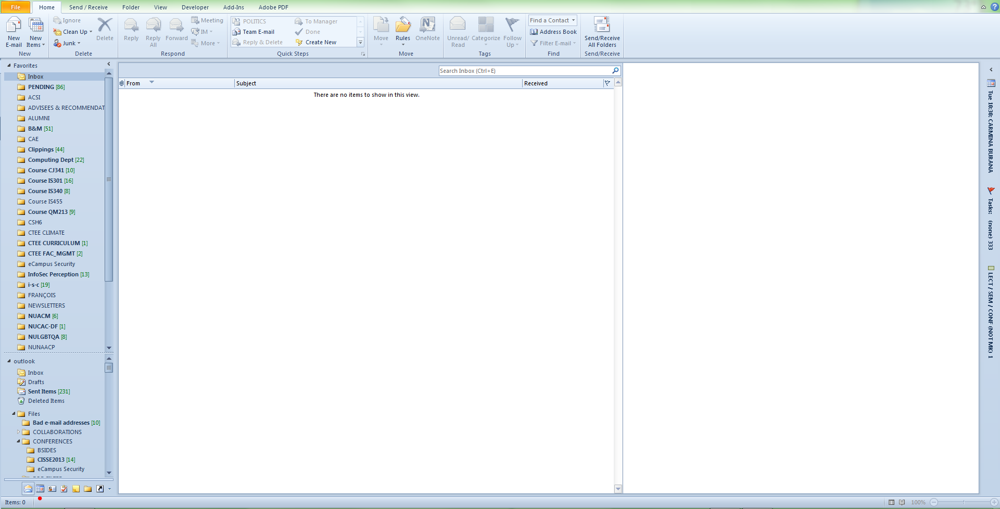 File Home Send / Receive Folder View Developer Add-Ins Adobe PDF
New E-mail
New Items
New
Ignore
Clean Up
Junk
Delete
Delete
Reply
Reply All
Forward
Meeting
IM
More
Respond
POLITICS
Team E-mail
Reply & Delete
To Manager
Done
Create New
Quick Steps
Move
Rules
OneNote
Move
Unread/ Read
Categorize
Follow Up
Tags
Find a Contact
Address Book
Filter E-mail
Find
Send/Receive All Folders
Send/Receive
Favorites
Inbox
PENDING [86]
ACSI
ADVISEES & RECOMMENDAT
ALUMNI
B&M [51]
CAE
Clippings [44]
Computing Dept [22]
Course CJ341 [10]
Course IS301 [16]
Course IS340 [8]
Course IS455
Course QM213 [9]
CSH6
CTEE CLIMATE
CTEE CURRICULUM [1]
CTEE FAC_MGMT [2]
eCampus Security
InfoSec Perception [13]
i-s-c [19]
FRANÇOIS
NEWSLETTERS
NUACM [6]
NUCAC-DF [1]
NULGBTQA [8]
NUNAACP
outlook
Inbox
Drafts
Sent Items [231]
Deleted Items
Files
Bad e-mail addresses [10]
COLLABORATIONS
CONFERENCES
BSIDES
CISSE2013 [14]
eCampus Security
Search Inbox (Ctrl+E)
From Subject Received
There are no items to show in this view.
Tue 10:30: CARMINA BURANA
Tasks: (none) 333
LECT / SEM / CONF (NOT MK) 1
Items: 0
100%